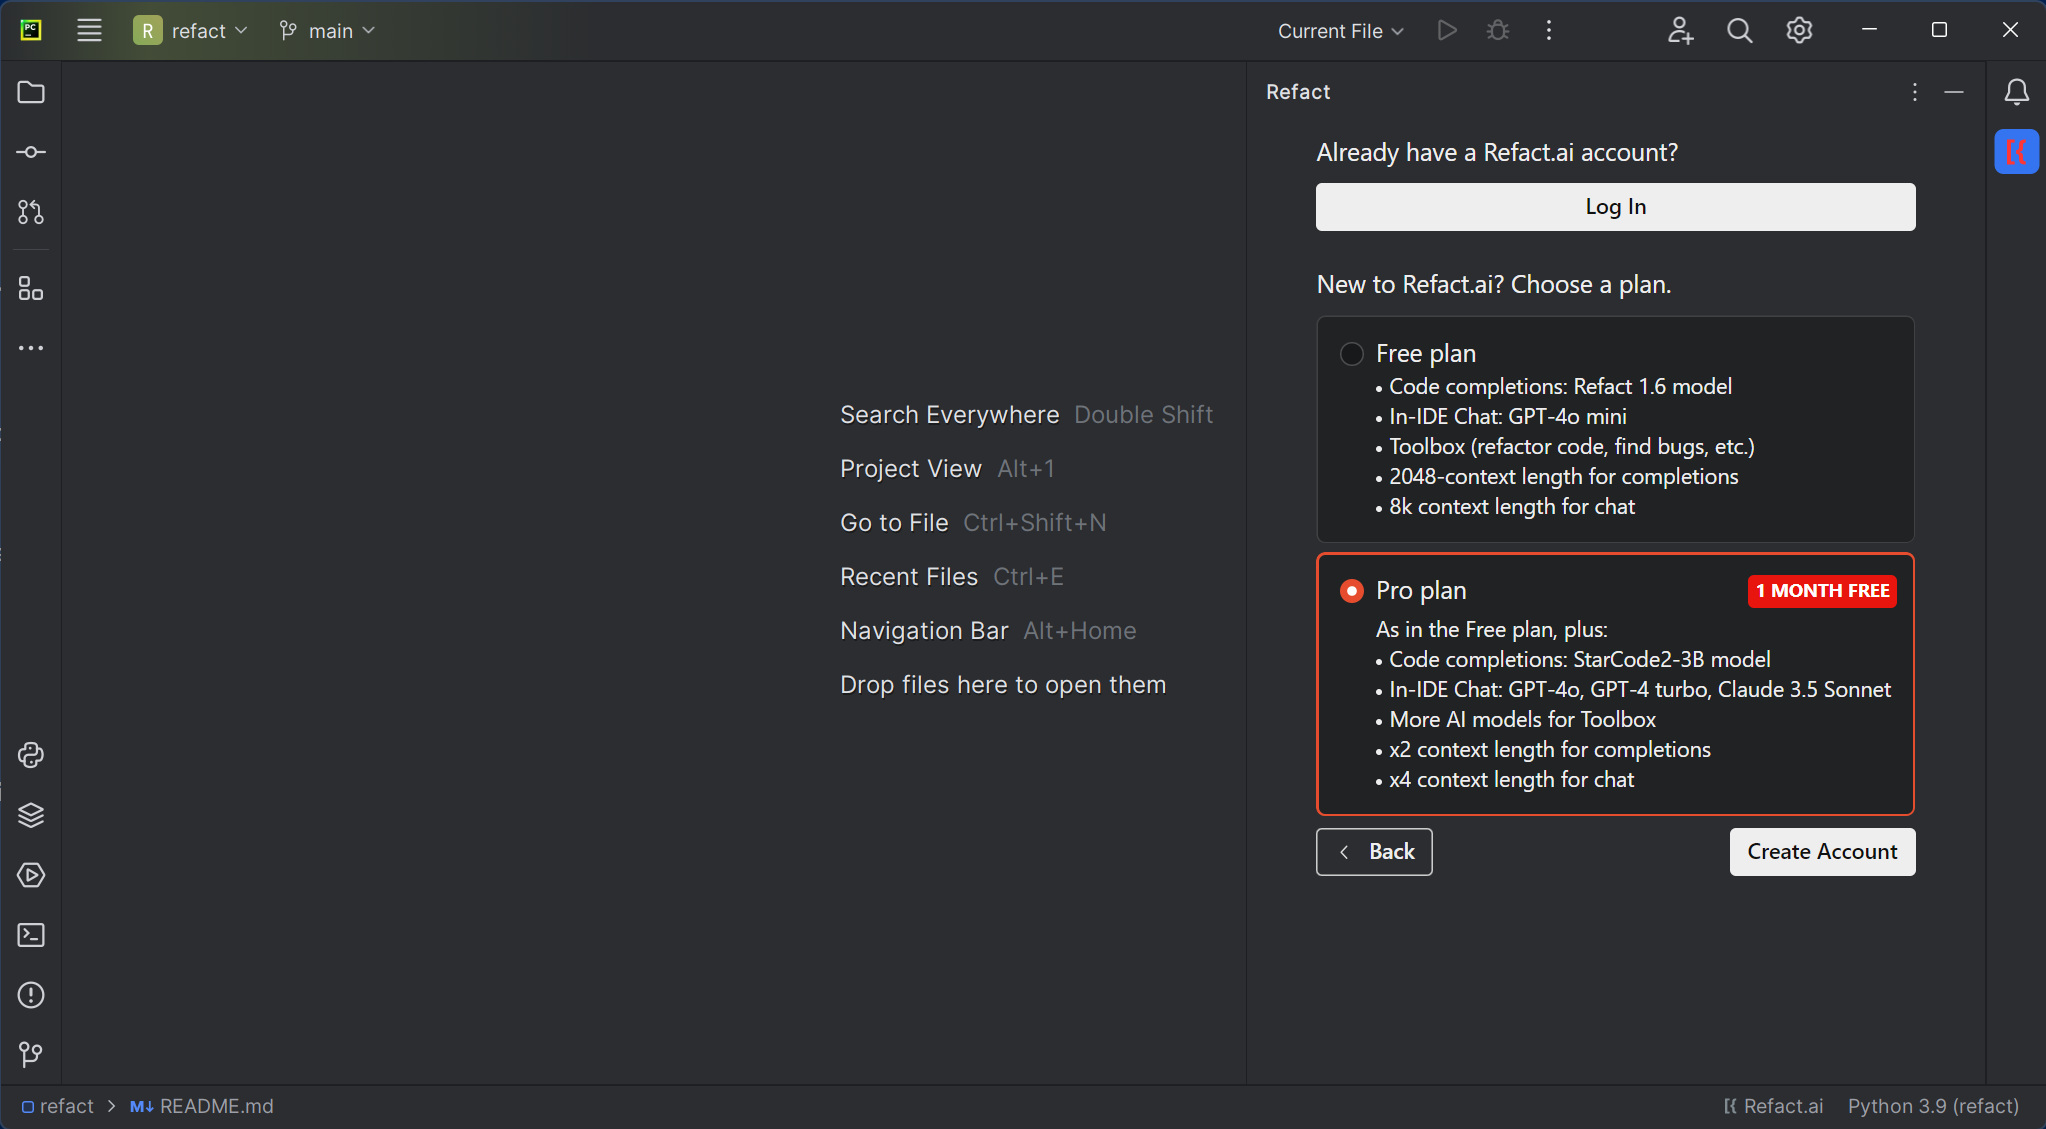 PC
R refact
main
Current File
Refact
Already have a Refact.ai account?
Log In
New to Refact.ai? Choose a plan.
Free plan
• Code completions: Refact 1.6 model
• In-IDE Chat: GPT-4o mini
• Toolbox (refactor code, find bugs, etc.)
• 2048-context length for completions
• 8k context length for chat
Pro plan
1 MONTH FREE
As in the Free plan, plus:
• Code completions: StarCode2-3B model
• In-IDE Chat: GPT-4o, GPT-4 turbo, Claude 3.5 Sonnet
• More AI models for Toolbox
• x2 context length for completions
• x4 context length for chat
Back
Create Account
Search Everywhere Double Shift
Project View Alt+1
Go to File Ctrl+Shift+N
Recent Files Ctrl+E
Navigation Bar Alt+Home
Drop files here to open them
refact > M↓ README.md
Refact.ai
Python 3.9 (refact)